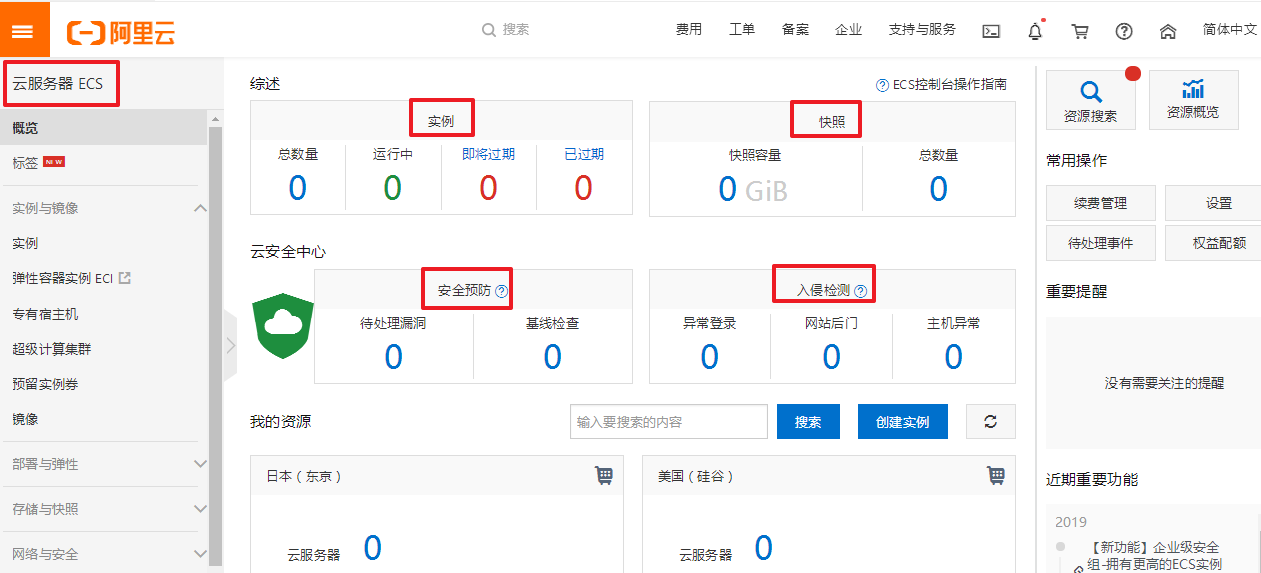 阿里云
搜索
费用
工单
备案
企业
支持与服务
简体中文
云服务器 ECS
概览
标签 NEW
实例与镜像
实例
弹性容器实例 ECI
专有宿主机
超级计算集群
预留实例券
镜像
部署与弹性
存储与快照
网络与安全
综述
ECS控制台操作指南
实例
总数量
运行中
即将过期
已过期
0
0
0
0
快照
快照容量
总数量
0 GiB
0
云安全中心
安全预防
待处理漏洞
基线检查
0
0
入侵检测
异常登录
网站后门
主机异常
0
0
0
我的资源
输入要搜索的内容
搜索
创建实例
日本（东京）
云服务器 0
美国（硅谷）
云服务器 0
资源搜索
资源概览
常用操作
续费管理
设置
待处理事件
权益配额
重要提醒
没有需要关注的提醒
近期重要功能
2019
【新功能】企业级安全
组-拥有更高的ECS实例